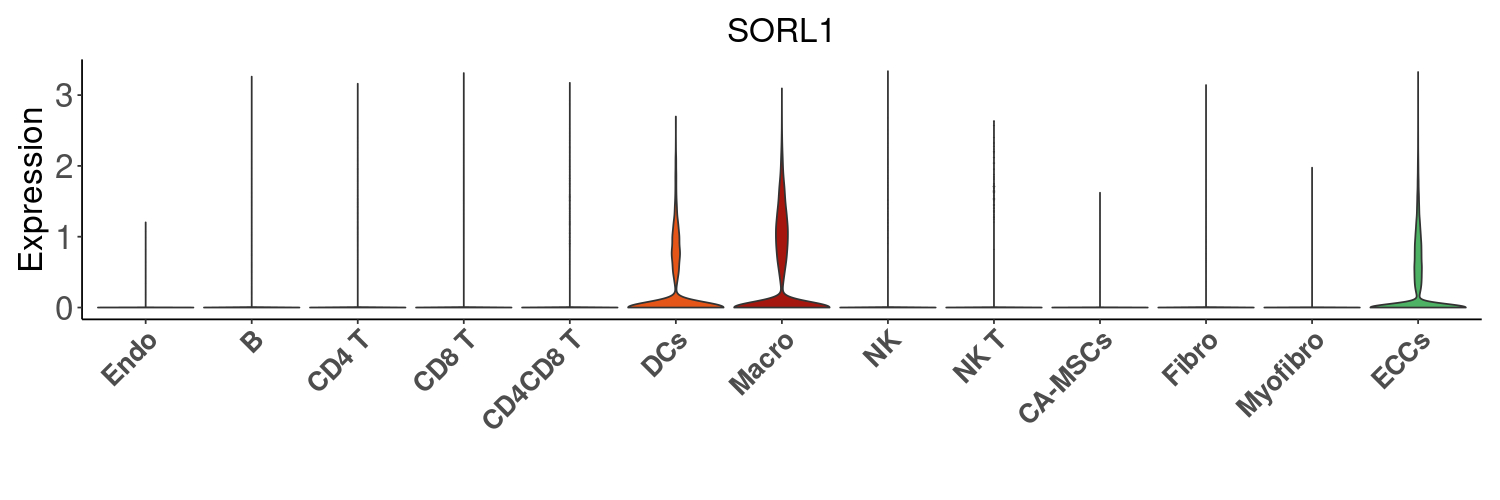 SORL1
Expression
3
2
1
0
Endo
B
CD4 T
CD8 T
CD4CD8 T
DCs
Macro
NK
NK T
CA-MSCs
Fibro
Myofibro
ECCs